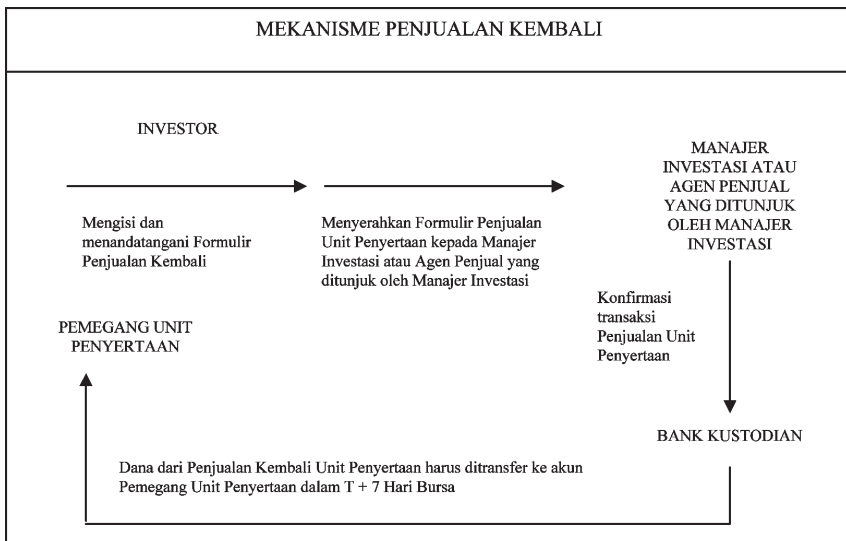 MEKANISME PENJUALAN KEMBALI
INVESTOR
Mengisi dan
menandatangani Formulir
Penjualan Kembali
Menyerahkan Formulir Penjualan
Unit Penyertaan kepada Manajer
Investasi atau Agen Penjual yang
ditunjuk oleh Manajer Investasi
MANAJER
INVESTASI ATAU
AGEN PENJUAL
YANG DITUNJUK
OLEH MANAJER
INVESTASI
Konfirmasi
transaksi
Penjualan Unit
Penyertaan
BANK KUSTODIAN
Dana dari Penjualan Kembali Unit Penyertaan harus ditransfer ke akun
Pemegang Unit Penyertaan dalam T + 7 Hari Bursa
PEMEGANG UNIT
PENYERTAAN